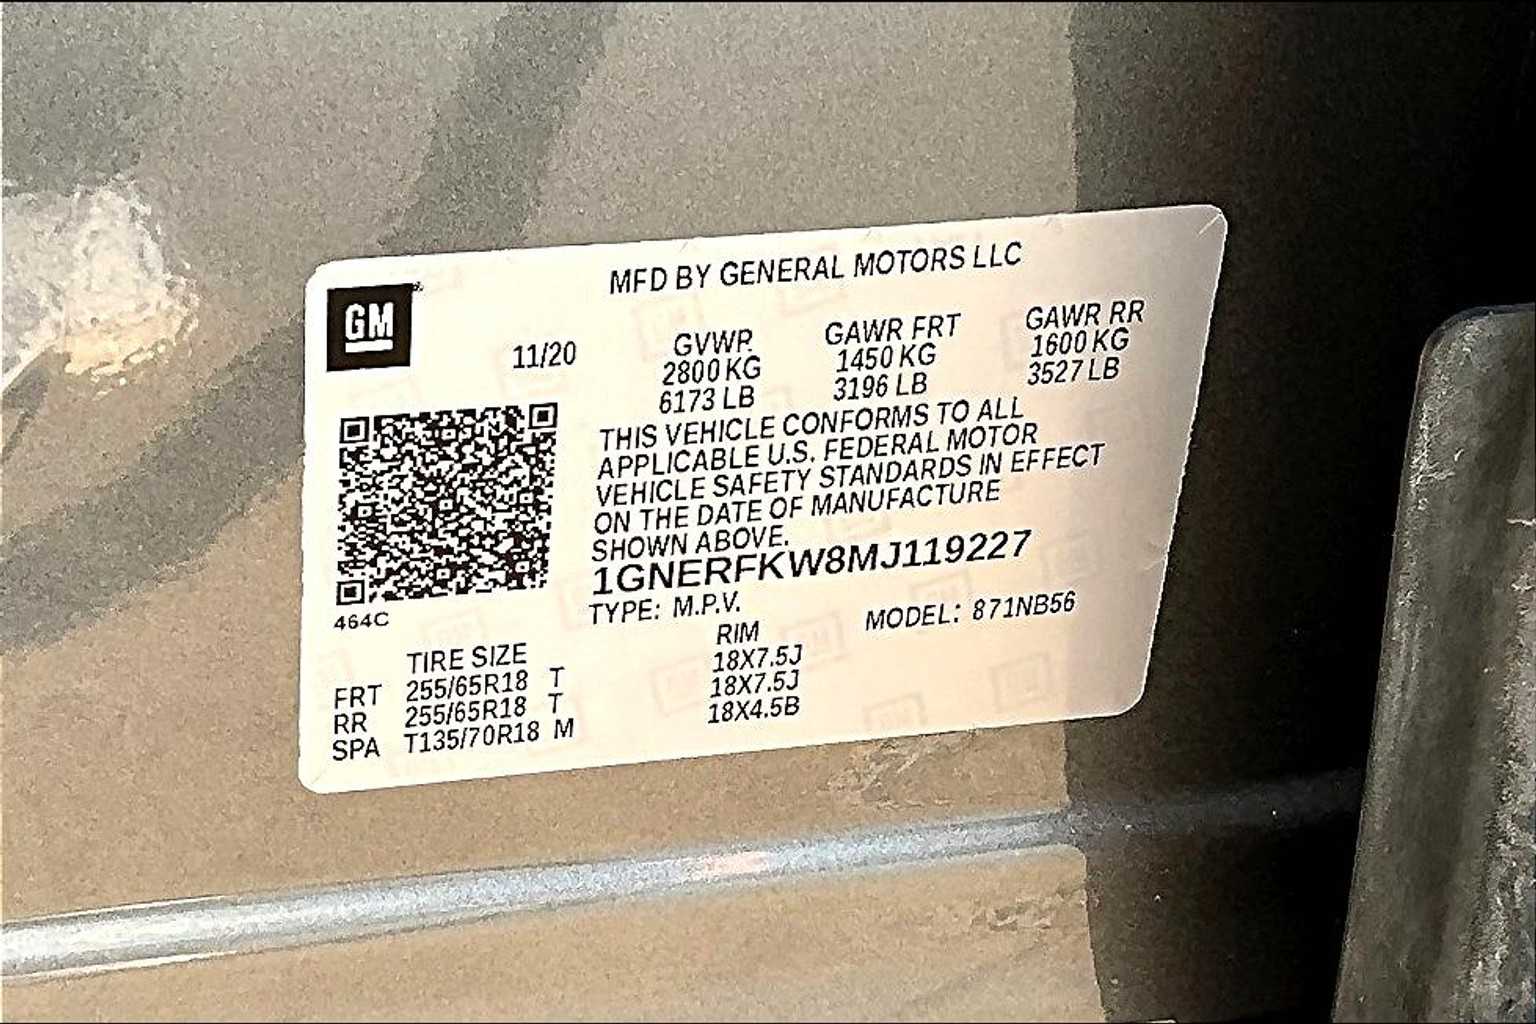 MFD BY GENERAL MOTORS LLC
GM
11/20 GVWR GAWR FRT GAWR RR
2800 KG 1450 KG 1600 KG
6173 LB 3196 LB 3527 LB
THIS VEHICLE CONFORMS TO ALL
APPLICABLE U.S. FEDERAL MOTOR
VEHICLE SAFETY STANDARDS IN EFFECT
ON THE DATE OF MANUFACTURE
SHOWN ABOVE.
1GNERFKW8MJ119227
TYPE: M.P.V. MODEL: 871NB56
464C
TIRE SIZE RIM
FRT 255/65R18 T 18X7.5J
RR 255/65R18 T 18X7.5J
SPA T135/70R18 M 18X4.5B